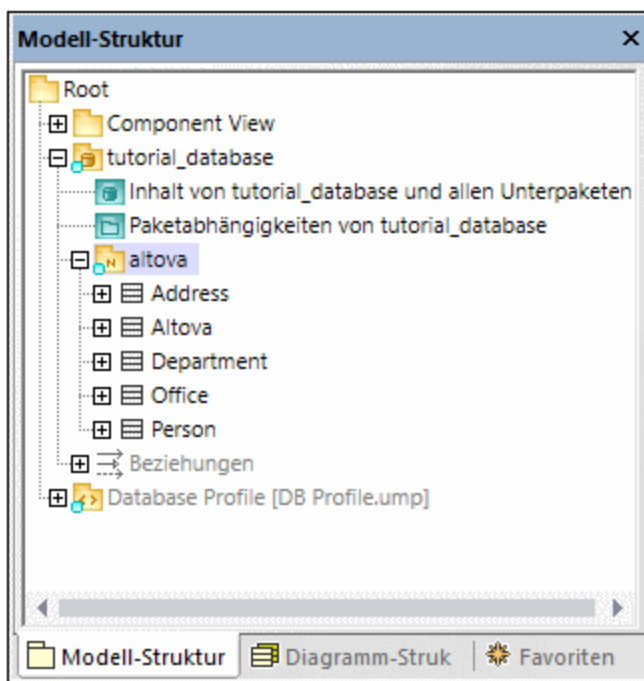 Modell-Struktur
Root
Component View
tutorial_database
Inhalt von tutorial_database und allen Unterpaketen
Paketabhängigkeiten von tutorial_database
altova
Address
Altova
Department
Office
Person
Beziehungen
Database Profile [DB Profile.ump]
Modell-Struktur Diagramm-Struk Favoriten